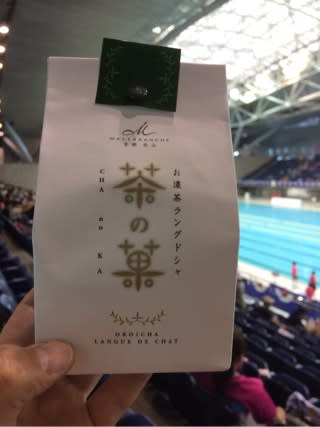 M
MALEBRANCHE
京都 北山
お濃茶ラングドシャ
茶の菓
CHA no KA
OKOICHA
LANGUE DE CHAT